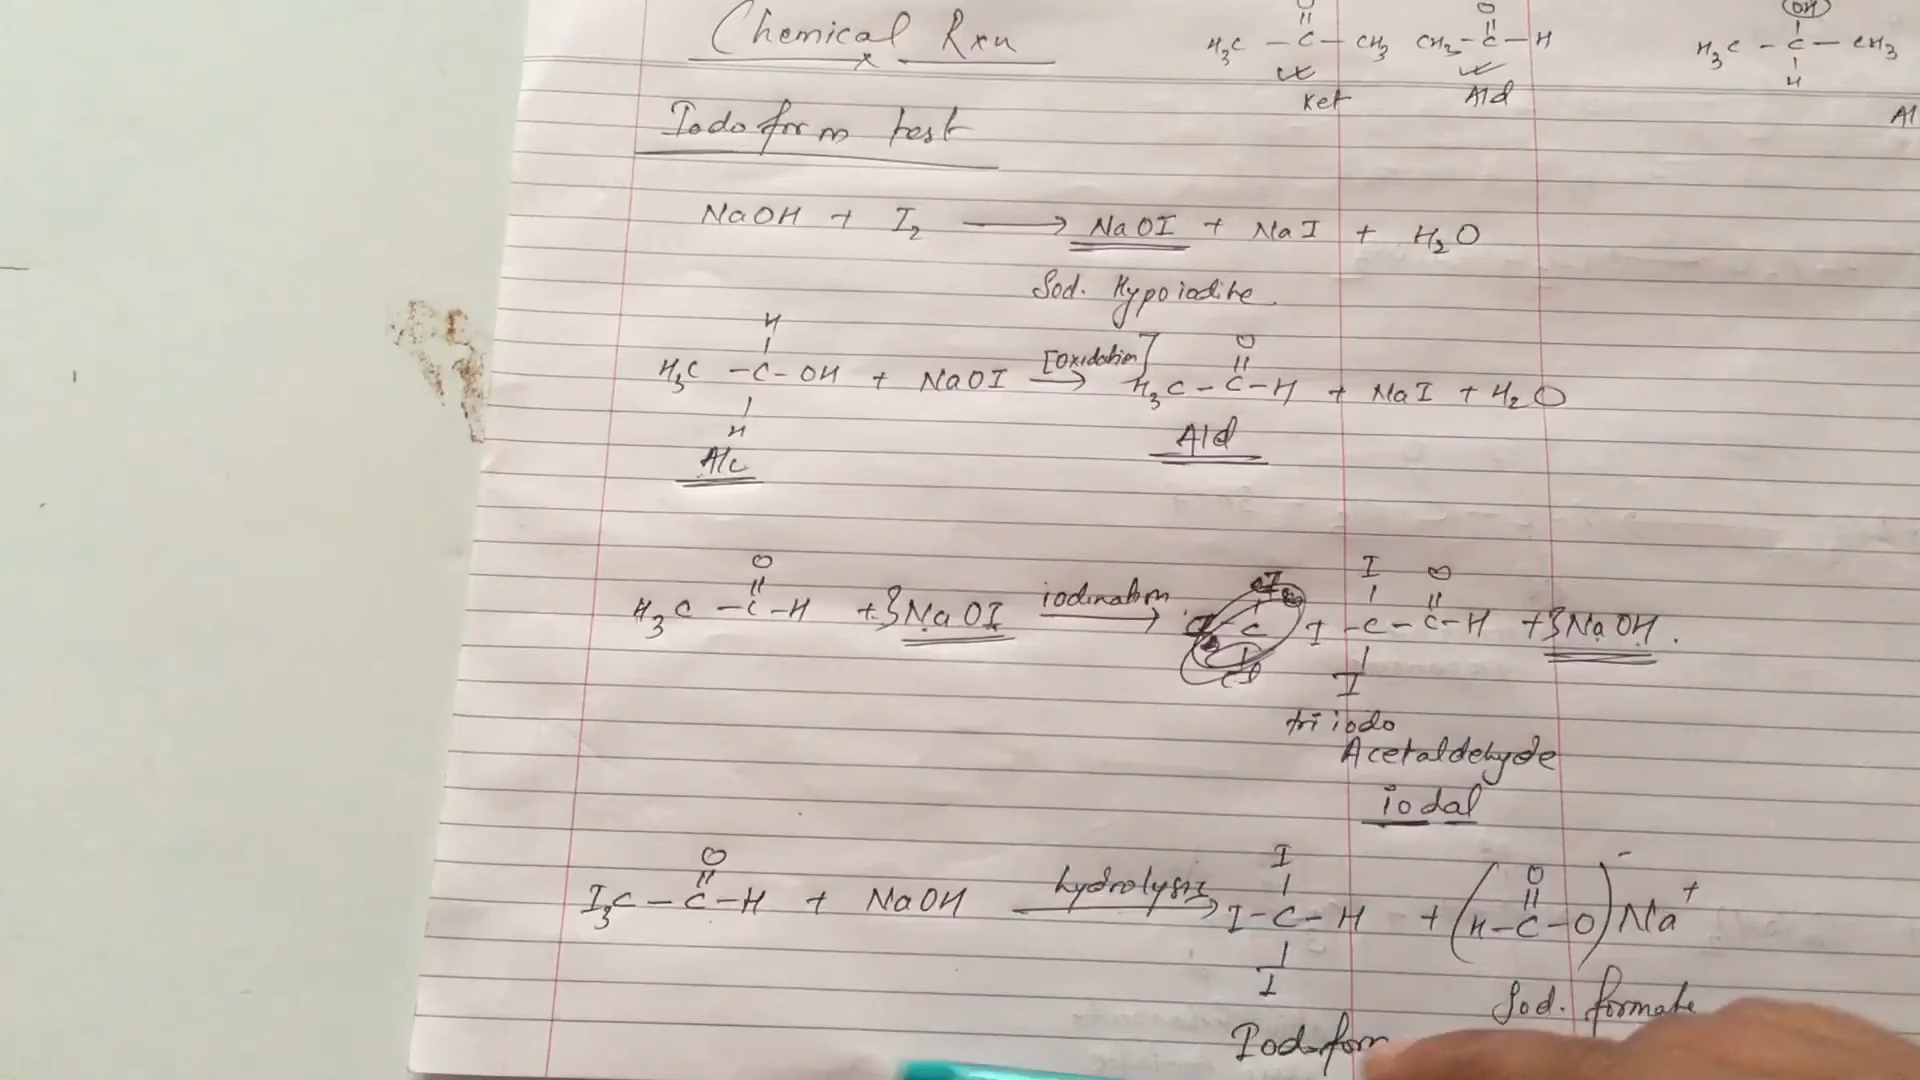 Chemical Rxn
O O OH
H3C - C - CH3 CH3 - C - H H3C - C - CH3
H
Ket Ald Al
Iodoform test
NaOH + I2 → NaOI + NaI + H2O
Sod. Hypoiodite.
H O
H3C - C - OH + NaOI [Oxidation] → H3C - C - H + NaI + H2O
H
Alc Ald
O I O
H3C - C - H + 3NaOI iodination → I - C - C - H + 3NaOH.
I
tri iodo
Acetaldehyde
iodal
O I O
I3C - C - H + NaOH hydrolysis → I - C - H + (H - C - O)- Na+
I
Sod. formate
Iodoform